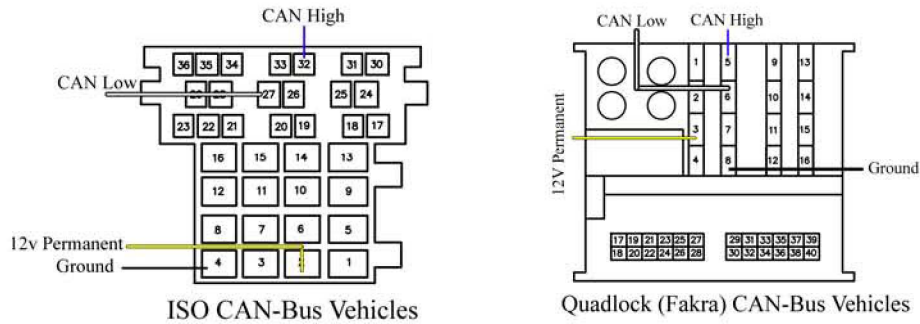 CAN High
CAN Low
36 35 34 33 32 31 30
27 26 25 24
23 22 21 20 19 18 17
16 15 14 13
12 11 10 9
8 7 6 5
12v Permanent
Ground
4 3 2 1
ISO CAN-Bus Vehicles
CAN Low CAN High
1 5 9 13
2 6 10 14
3 7 11 15
12V Permanent
4 8 12 16
Ground
17 19 21 23 25 27 29 31 33 35 37 39
18 20 22 24 26 28 30 32 34 36 38 40
Quadlock (Fakra) CAN-Bus Vehicles